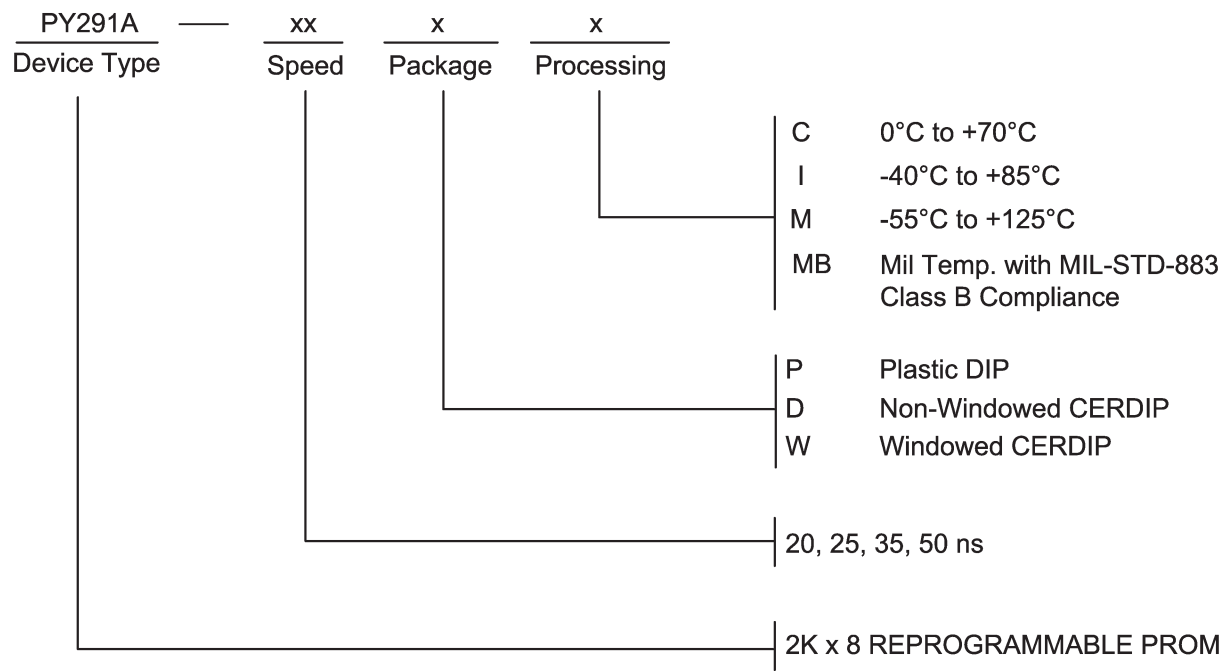 PY291A — xx x x
Device Type Speed Package Processing
C 0°C to +70°C
I -40°C to +85°C
M -55°C to +125°C
MB Mil Temp. with MIL-STD-883
Class B Compliance
P Plastic DIP
D Non-Windowed CERDIP
W Windowed CERDIP
20, 25, 35, 50 ns
2K x 8 REPROGRAMMABLE PROM